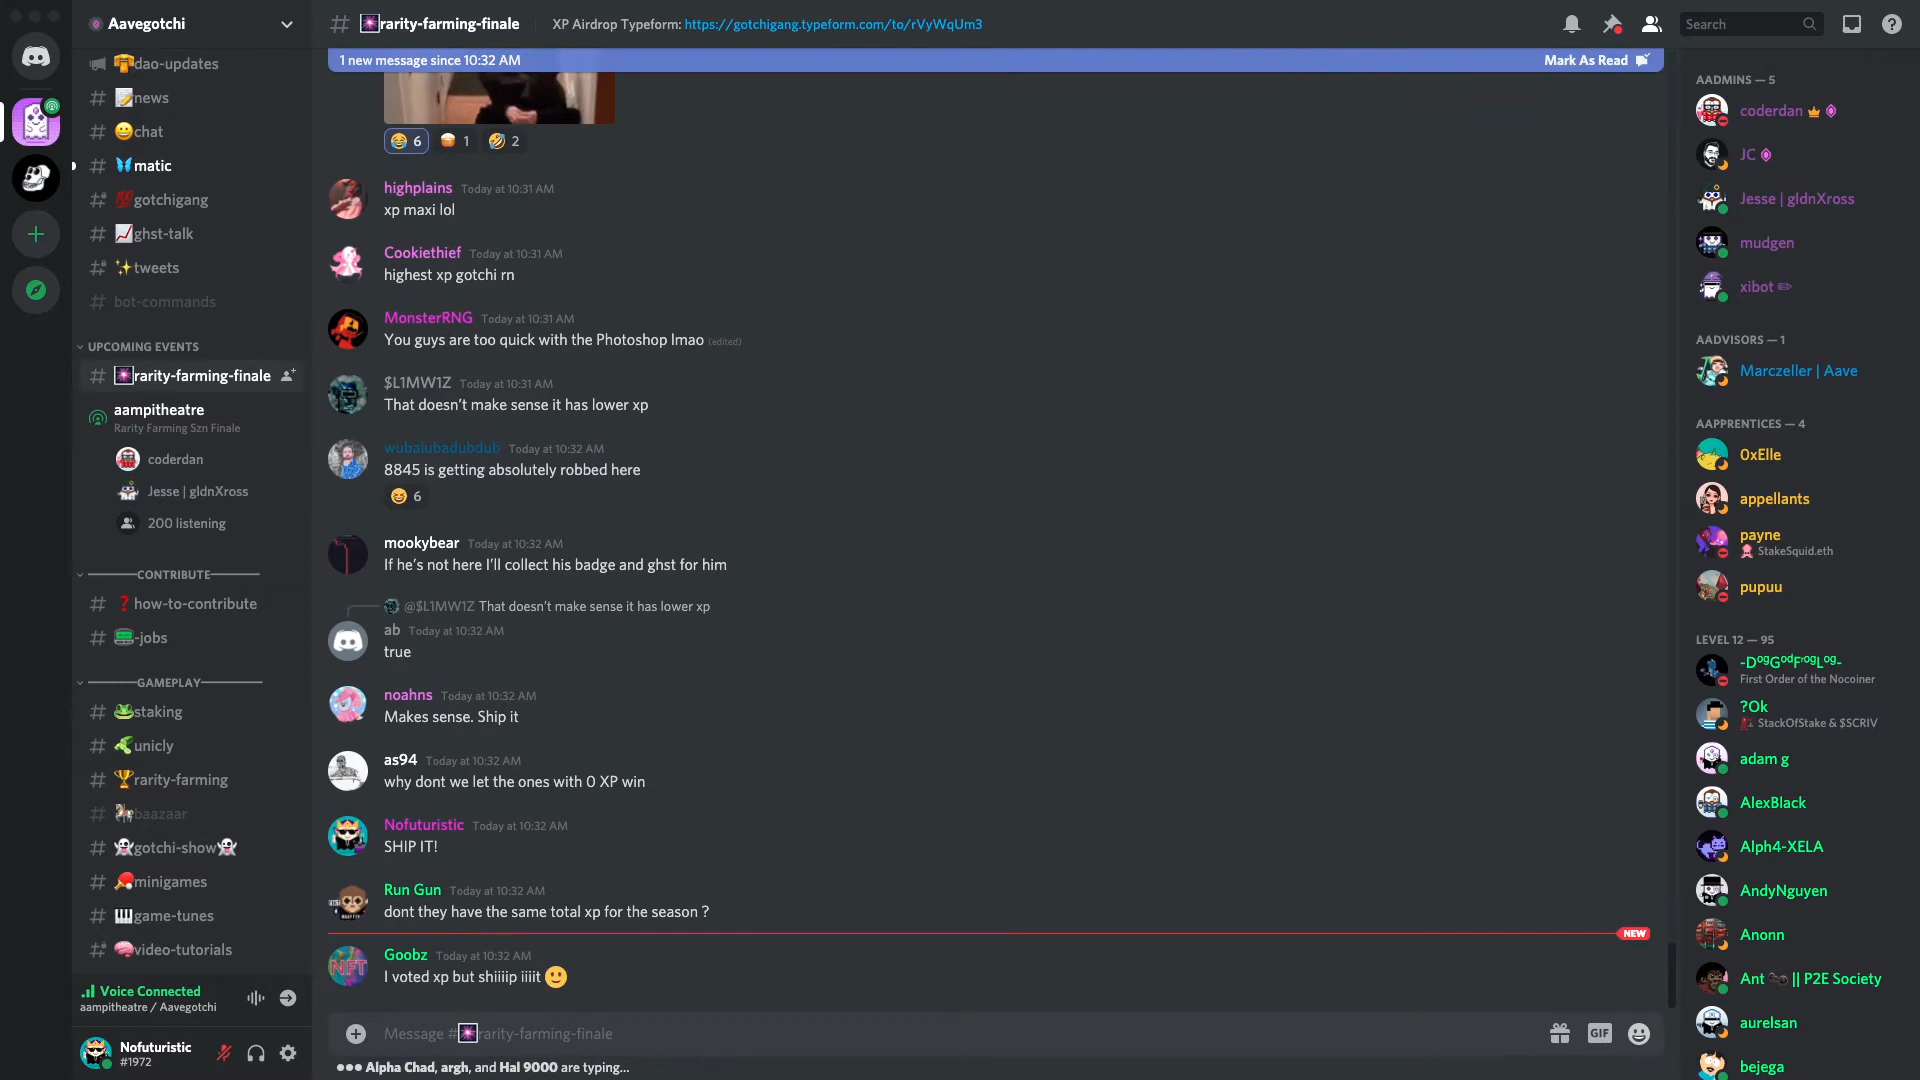 Aavegotchi
dao-updates
news
chat
matic
gotchigang
ghst-talk
tweets
bot-commands
UPCOMING EVENTS
rarity-farming-finale
aampitheatre
Rarity Farming Szn Finale
coderdan
Jesse | gldnXross
200 listening
CONTRIBUTE
how-to-contribute
-jobs
GAMEPLAY
staking
unicly
rarity-farming
baazaar
gotchi-show
minigames
game-tunes
video-tutorials
Voice Connected
aampitheatre / Aavegotchi
Nofuturistic
#1972
rarity-farming-finale
XP Airdrop Typeform: https://gotchigang.typeform.com/to/rVyWqUm3
Search
1 new message since 10:32 AM
Mark As Read
6 1 2
highplains Today at 10:31 AM
xp maxi lol
Cookiethief Today at 10:31 AM
highest xp gotchi rn
MonsterRNG Today at 10:31 AM
You guys are too quick with the Photoshop lmao (edited)
$L1MW1Z Today at 10:31 AM
That doesn't make sense it has lower xp
wubalubadubdub Today at 10:32 AM
8845 is getting absolutely robbed here
6
mookybear Today at 10:32 AM
If he's not here I'll collect his badge and ghst for him
@$L1MW1Z That doesn't make sense it has lower xp
ab Today at 10:32 AM
true
noahns Today at 10:32 AM
Makes sense. Ship it
as94 Today at 10:32 AM
why dont we let the ones with 0 XP win
Nofuturistic Today at 10:32 AM
SHIP IT!
Run Gun Today at 10:32 AM
dont they have the same total xp for the season ?
NEW
Goobz Today at 10:32 AM
I voted xp but shiiiip iiiit
Message # rarity-farming-finale
GIF
Alpha Chad, argh, and Hal 9000 are typing...
AADMINS — 5
coderdan
JC
Jesse | gldnXross
mudgen
xibot
AADVISORS — 1
Marczeller | Aave
AAPRENTICES — 4
0xElle
appellants
payne
StakeSquid.eth
pupuu
LEVEL 12 — 95
-DᵒᵍGᵒᵈFʳᵒᵍLᵒᵍ-
First Order of the Nocoiner
?Ok
StackOfStake & $SCRIV
adam g
AlexBlack
Alph4-XELA
AndyNguyen
Anonn
Ant || P2E Society
aurelsan
bejega